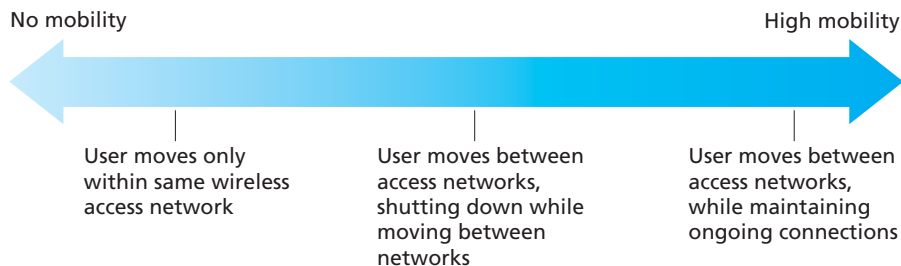 No mobility
High mobility
User moves only
within same wireless
access network
User moves between
access networks,
shutting down while
moving between
networks
User moves between
access networks,
while maintaining
ongoing connections